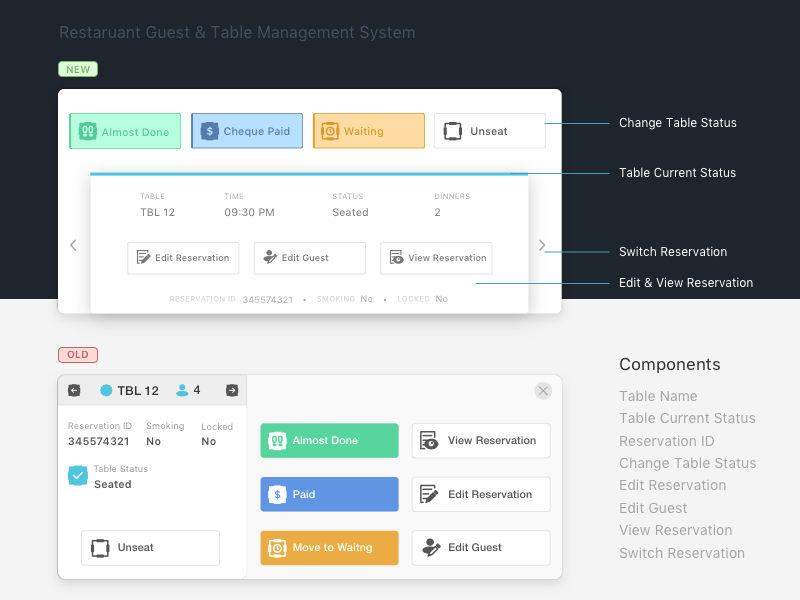 Restaruant Guest & Table Management System
NEW
Almost Done
Cheque Paid
Waiting
Unseat
Change Table Status
Table Current Status
TABLE TIME STATUS DINNERS
TBL 12 09:30 PM Seated 2
Switch Reservation
Edit Reservation
Edit Guest
View Reservation
Edit & View Reservation
RESERVATION ID 345574321 • SMOKING No • LOCKED No
OLD
TBL 12 4
Reservation ID Smoking Locked
345574321 No No
Table Status
Seated
Unseat
Almost Done
View Reservation
$ Paid
Edit Reservation
Move to Waitng
Edit Guest
Components
Table Name
Table Current Status
Reservation ID
Change Table Status
Edit Reservation
Edit Guest
View Reservation
Switch Reservation